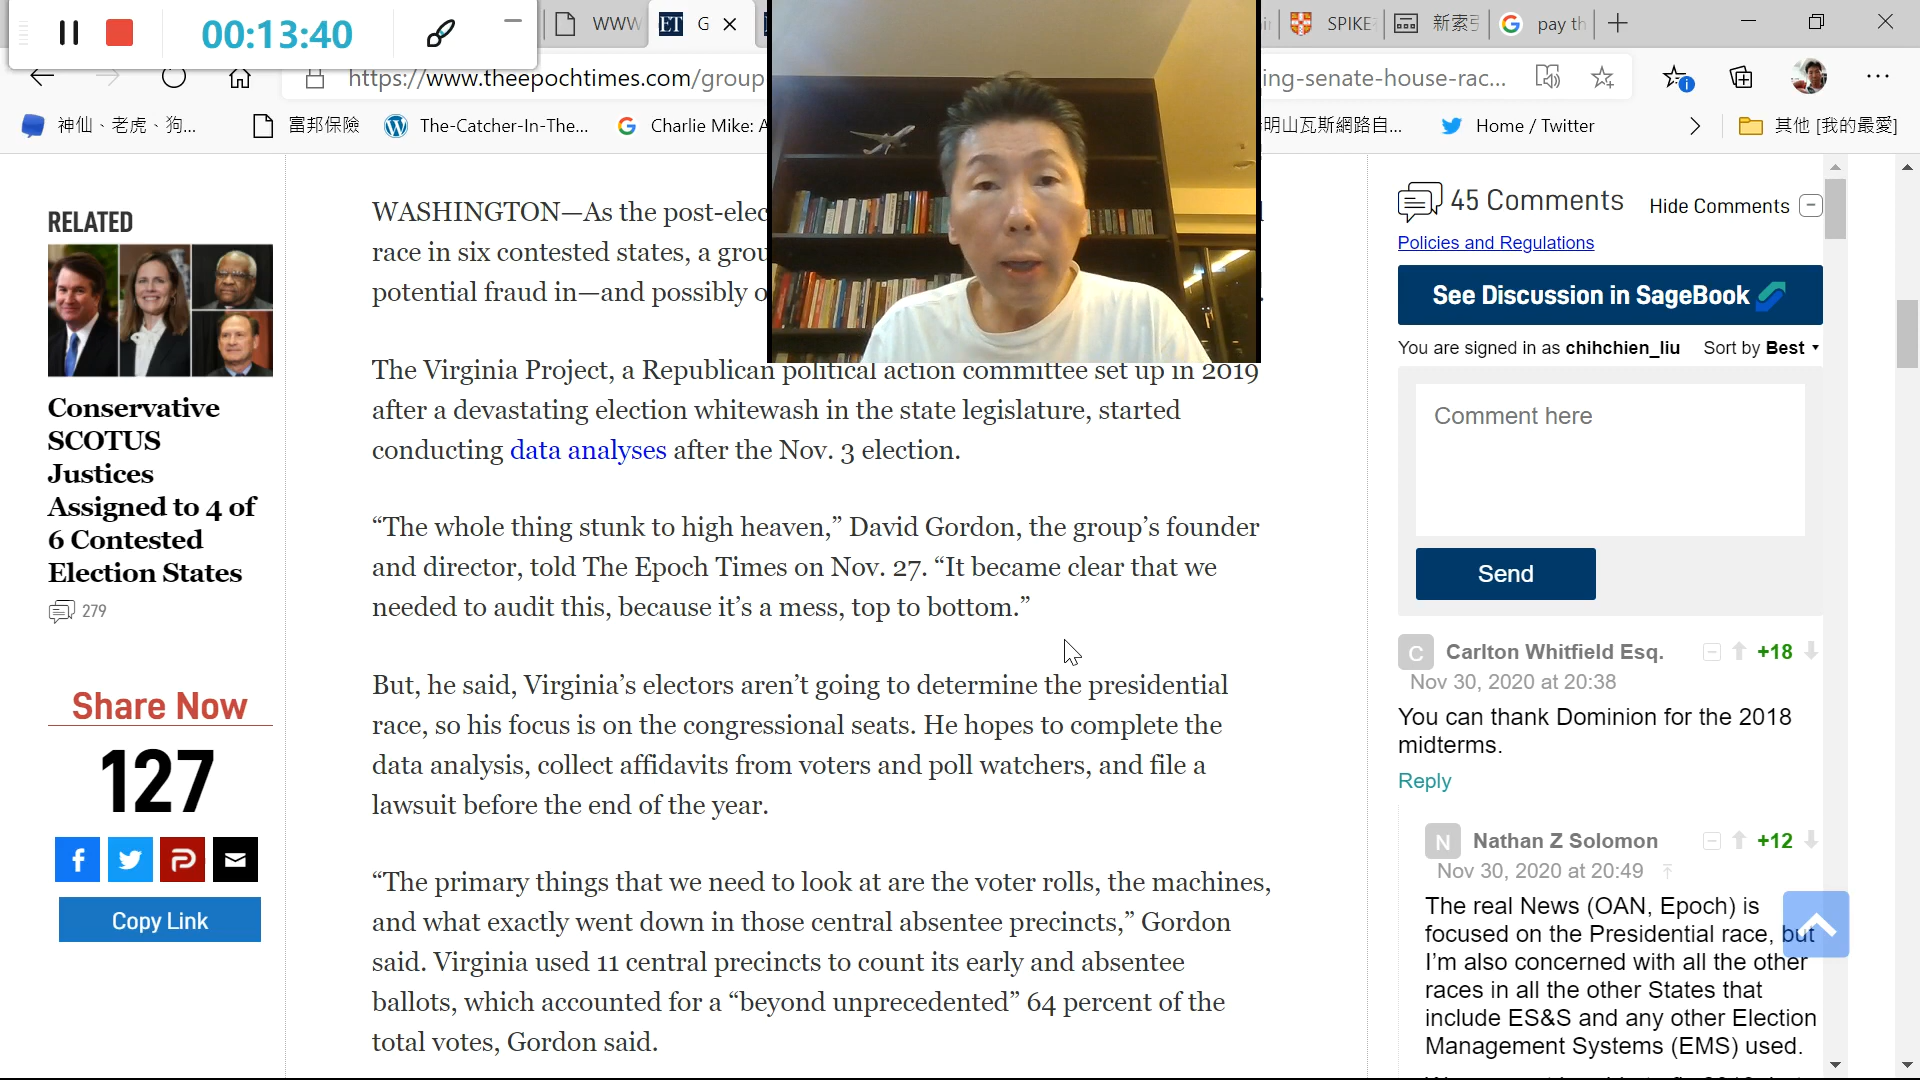 00:13:40
WWW
ET G
SPIKE
新索引
pay th
https://www.theepochtimes.com/group
ing-senate-house-rac...
神仙、老虎、狗...
富邦保險
The-Catcher-In-The...
Charlie Mike: A
明山瓦斯網路自...
Home / Twitter
其他 [我的最愛]
RELATED
Conservative
SCOTUS
Justices
Assigned to 4 of
6 Contested
Election States
279
Share Now
127
Copy Link
WASHINGTON—As the post-elec
race in six contested states, a grou
potential fraud in—and possibly o
The Virginia Project, a Republican political action committee set up in 2019
after a devastating election whitewash in the state legislature, started
conducting data analyses after the Nov. 3 election.
“The whole thing stunk to high heaven,” David Gordon, the group’s founder
and director, told The Epoch Times on Nov. 27. “It became clear that we
needed to audit this, because it’s a mess, top to bottom.”
But, he said, Virginia’s electors aren’t going to determine the presidential
race, so his focus is on the congressional seats. He hopes to complete the
data analysis, collect affidavits from voters and poll watchers, and file a
lawsuit before the end of the year.
“The primary things that we need to look at are the voter rolls, the machines,
and what exactly went down in those central absentee precincts,” Gordon
said. Virginia used 11 central precincts to count its early and absentee
ballots, which accounted for a “beyond unprecedented” 64 percent of the
total votes, Gordon said.
45 Comments
Hide Comments
Policies and Regulations
See Discussion in SageBook
You are signed in as chihchien_liu Sort by Best
Comment here
Send
C Carlton Whitfield Esq. +18
Nov 30, 2020 at 20:38
You can thank Dominion for the 2018
midterms.
Reply
N Nathan Z Solomon +12
Nov 30, 2020 at 20:49
The real News (OAN, Epoch) is
focused on the Presidential race, but
I’m also concerned with all the other
races in all the other States that
include ES&S and any other Election
Management Systems (EMS) used.